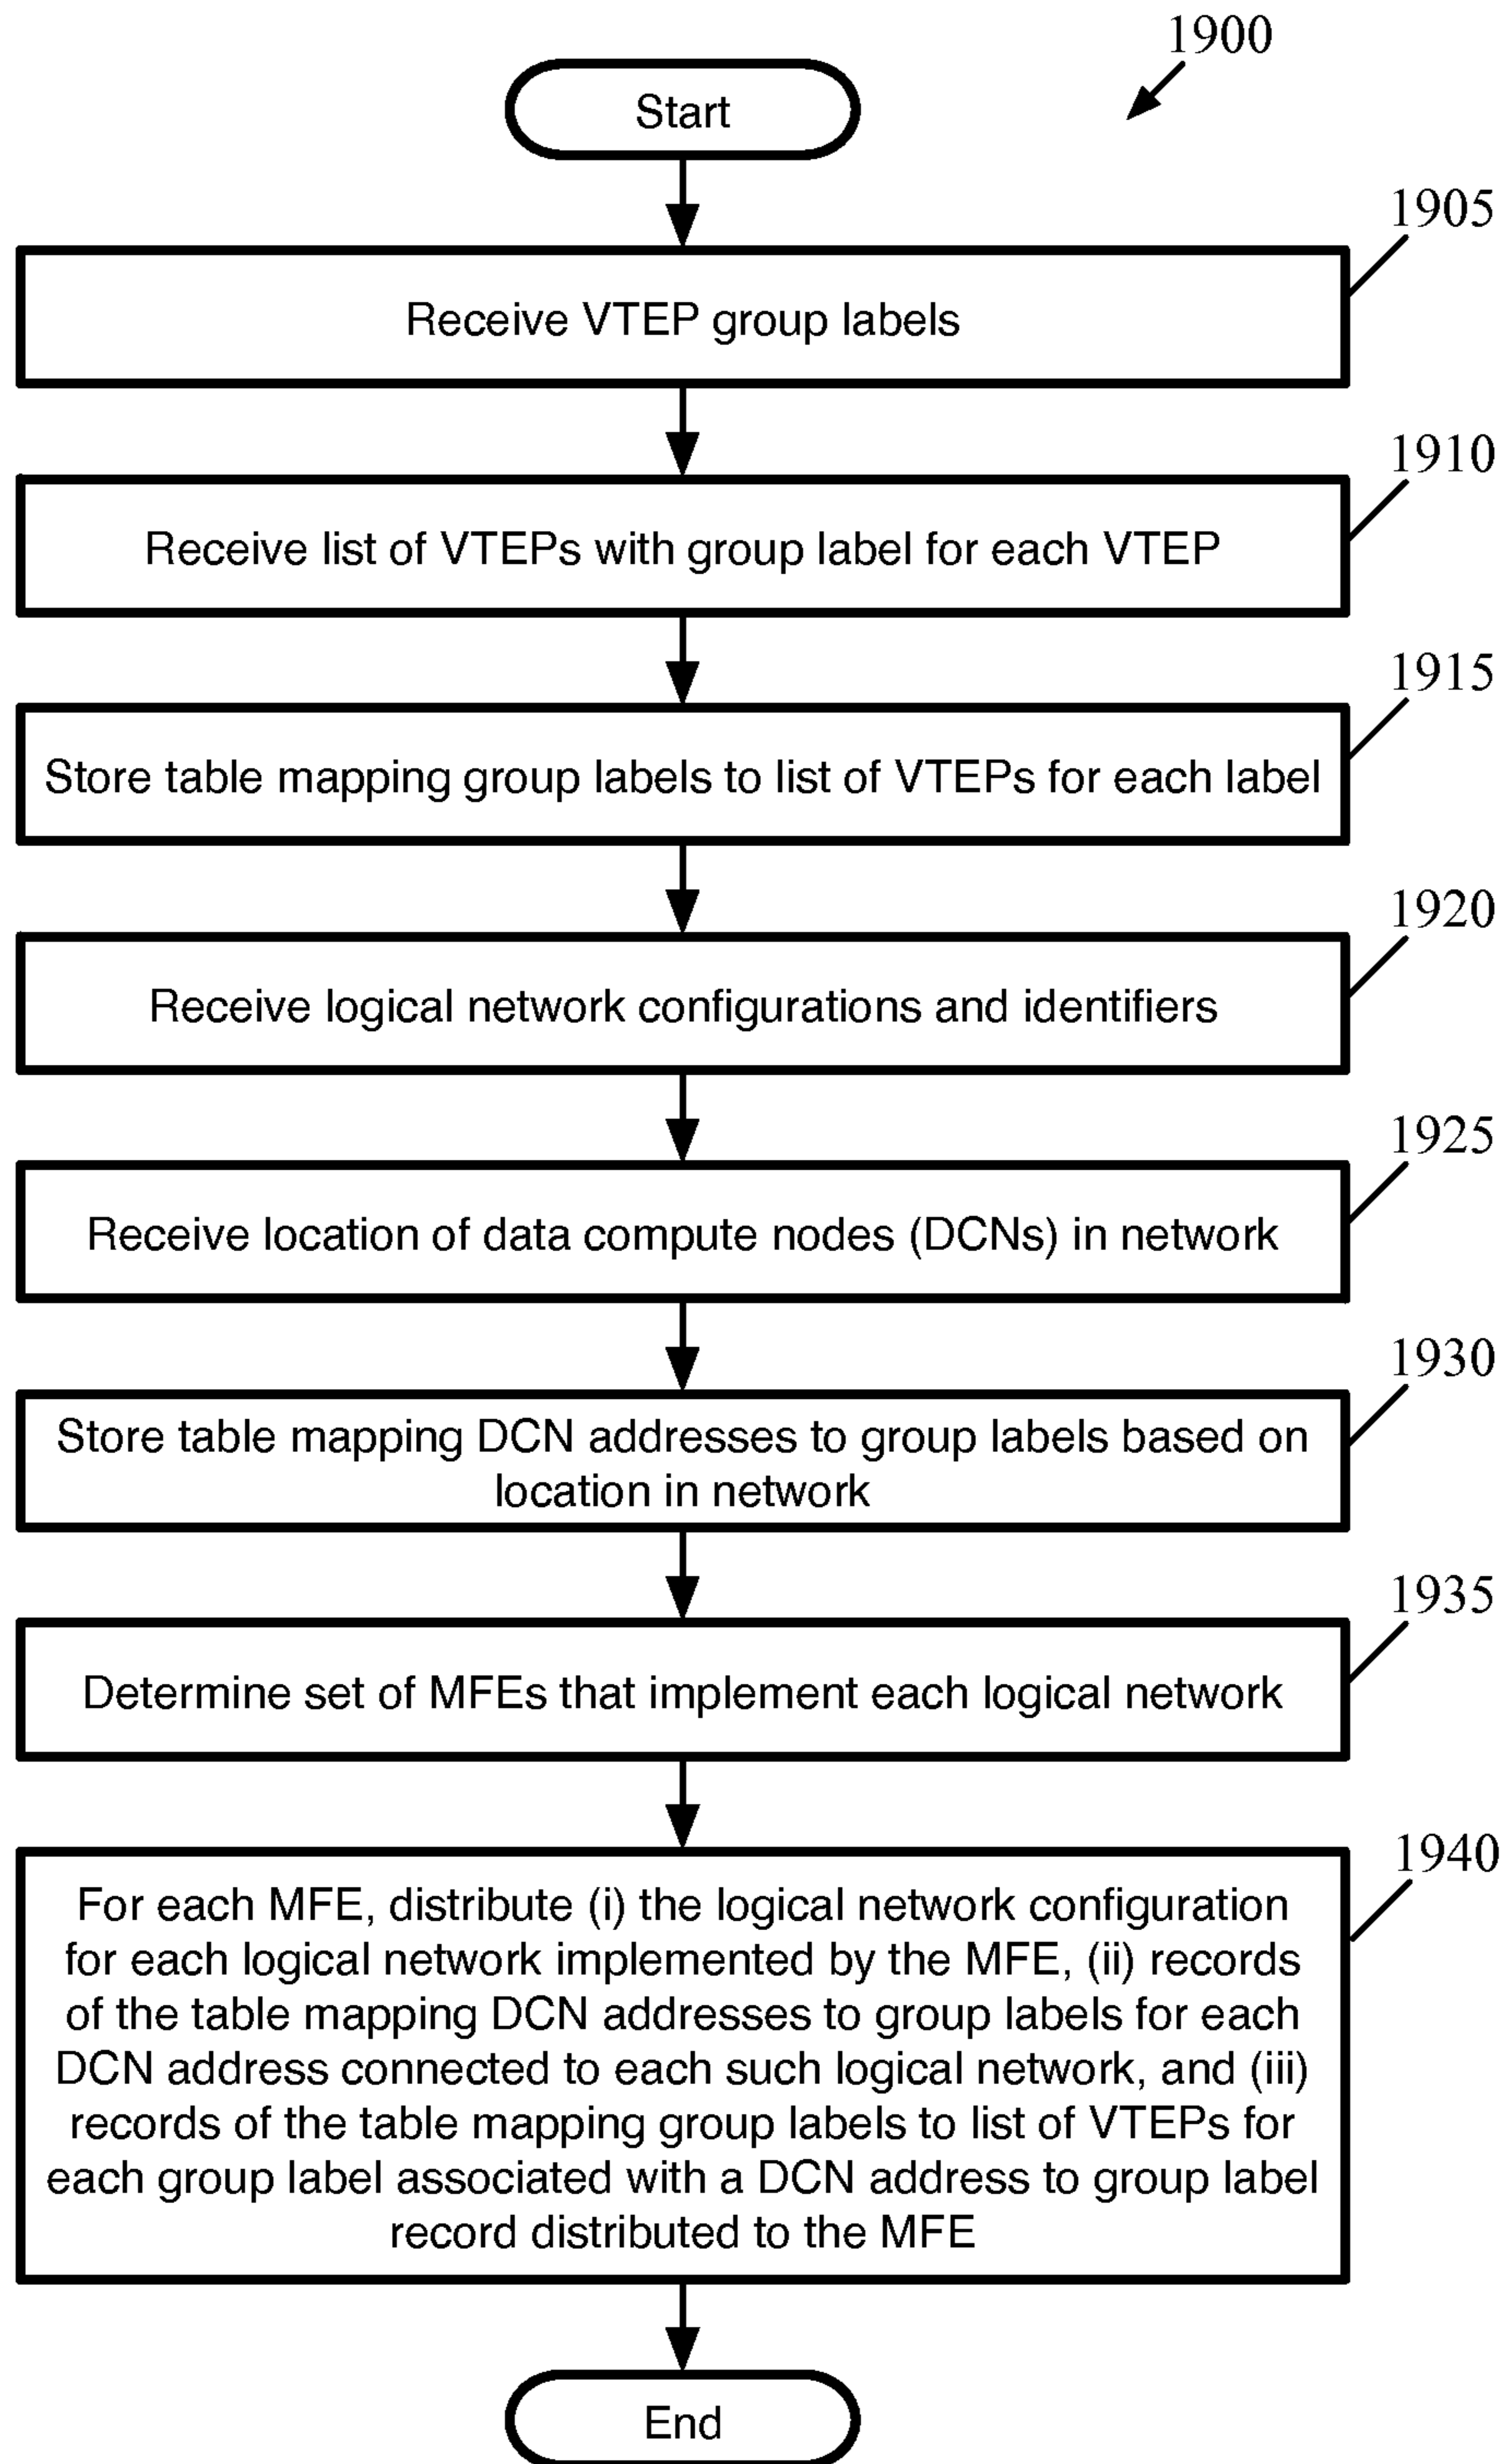 1900
Start
1905
Receive VTEP group labels
1910
Receive list of VTEPs with group label for each VTEP
1915
Store table mapping group labels to list of VTEPs for each label
1920
Receive logical network configurations and identifiers
1925
Receive location of data compute nodes (DCNs) in network
1930
Store table mapping DCN addresses to group labels based on
location in network
1935
Determine set of MFEs that implement each logical network
1940
For each MFE, distribute (i) the logical network configuration
for each logical network implemented by the MFE, (ii) records
of the table mapping DCN addresses to group labels for each
DCN address connected to each such logical network, and (iii)
records of the table mapping group labels to list of VTEPs for
each group label associated with a DCN address to group label
record distributed to the MFE
End